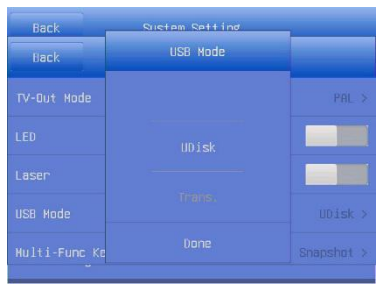 Back System Setting
Back USB Mode
TV-Out Mode PAL >
LED
UDisk
Laser
Trans.
USB Mode UDisk >
Done
Multi-Func Ke Snapshot >